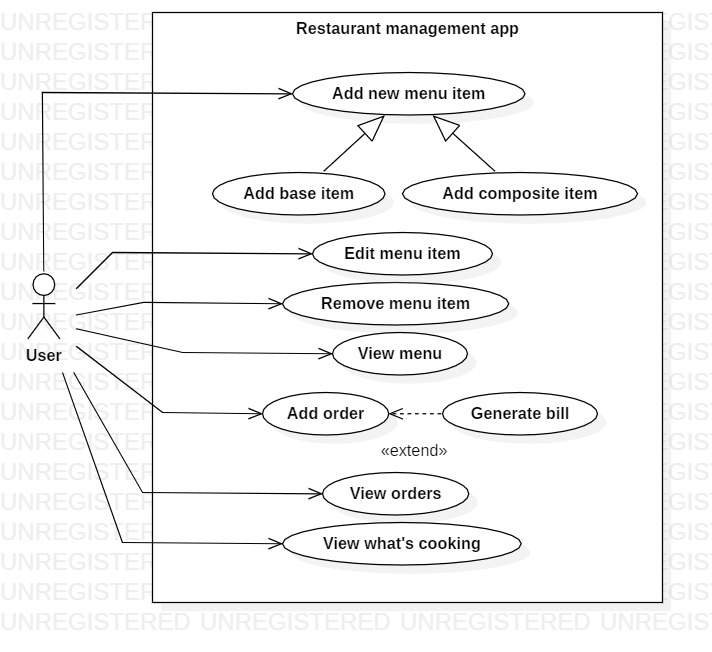 Restaurant management app
Add new menu item
Add base item
Add composite item
Edit menu item
Remove menu item
User
View menu
Add order
Generate bill
«extend»
View orders
View what's cooking
UNREGISTERED UNREGISTERED UNREGISTERED UNREGISTERED